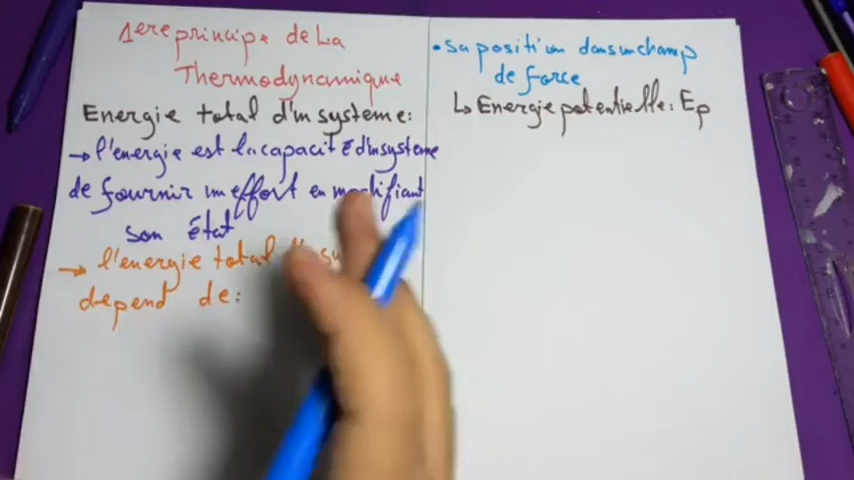 1ere principe de La
Thermodynamique
Energie total d'un systeme:
→ l'energie est la capacité d'un systeme
de fournir un effort en modifiant
son état
→ l'energie total
depend de:
• sa position dans un champ
de force
↳ Energie potentielle: Ep